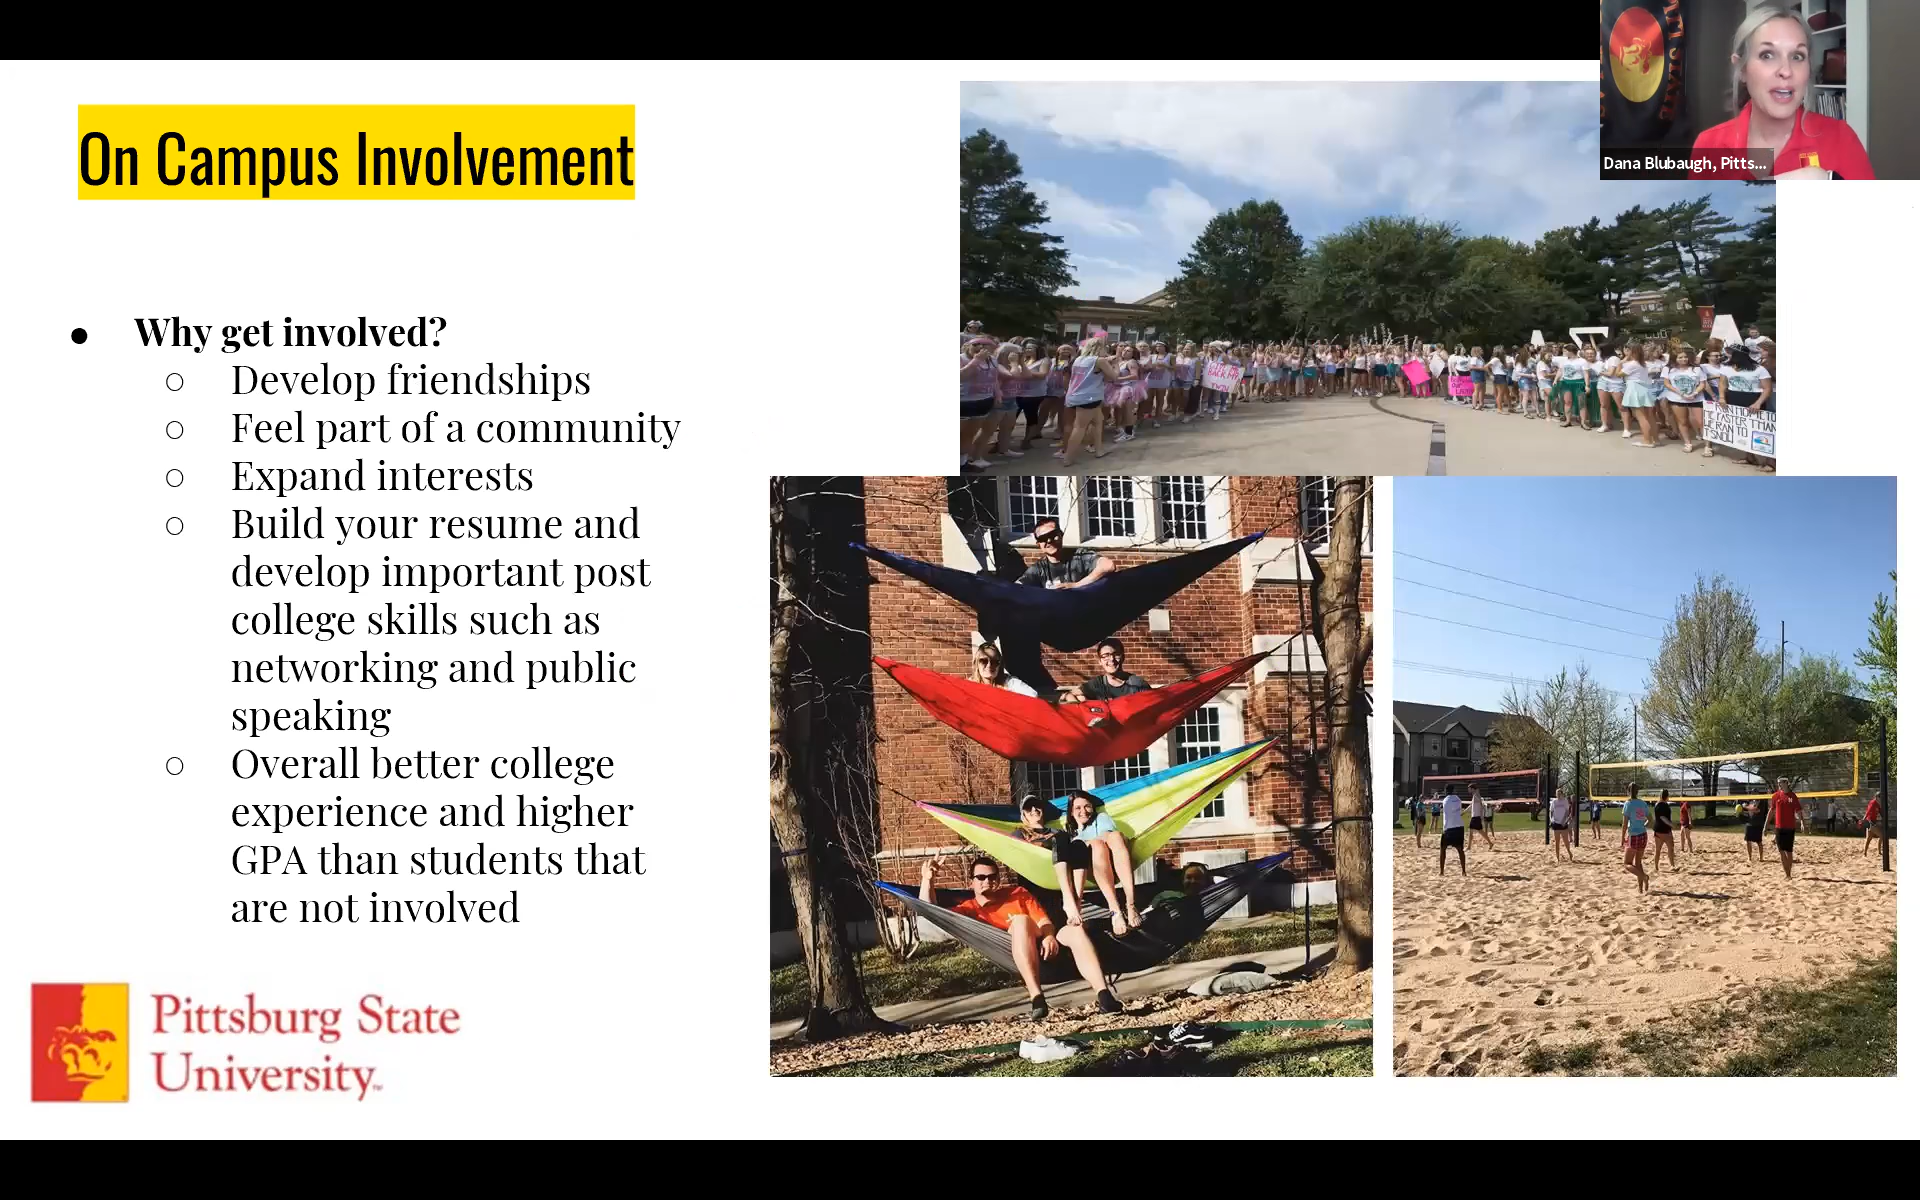 On Campus Involvement
Dana Blubaugh, Pitts...
● Why get involved?
○ Develop friendships
○ Feel part of a community
○ Expand interests
○ Build your resume and
develop important post
college skills such as
networking and public
speaking
○ Overall better college
experience and higher
GPA than students that
are not involved
Pittsburg State
University